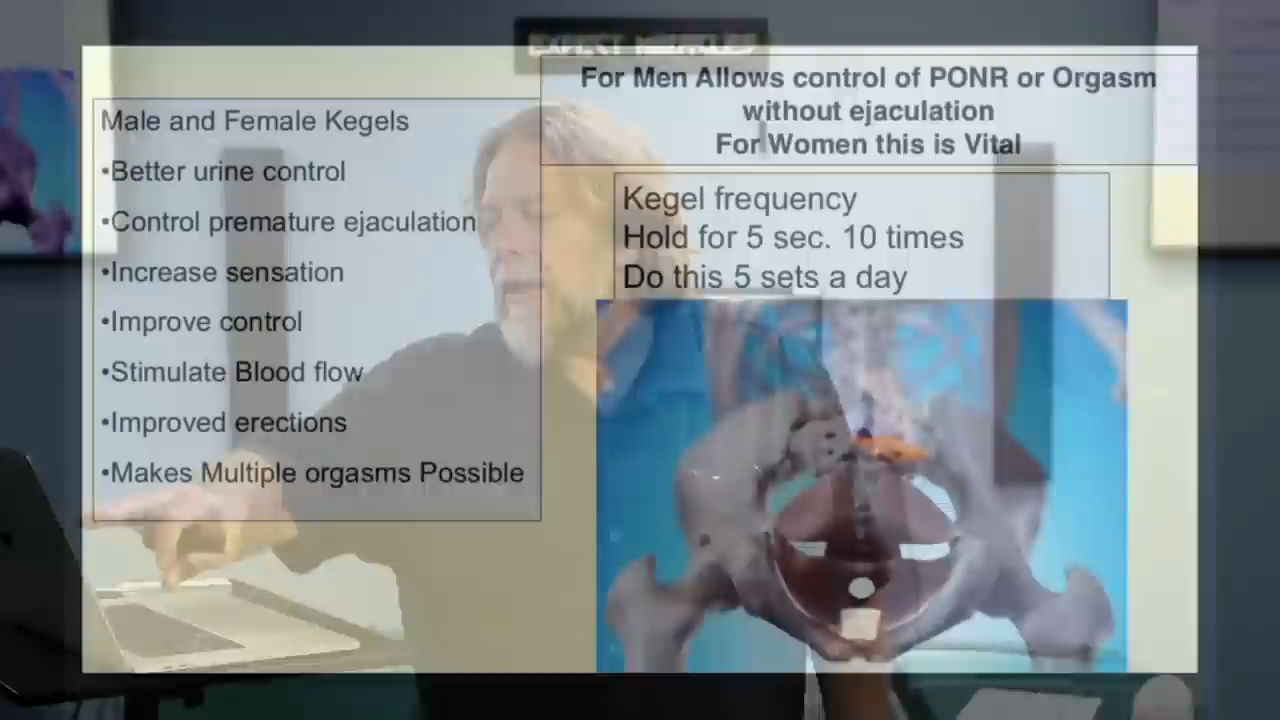 Male and Female Kegels
•Better urine control
•Control premature ejaculation
•Increase sensation
•Improve control
•Stimulate Blood flow
•Improved erections
•Makes Multiple orgasms Possible
For Men Allows control of PONR or Orgasm
without ejaculation
For Women this is Vital
Kegel frequency
Hold for 5 sec. 10 times
Do this 5 sets a day